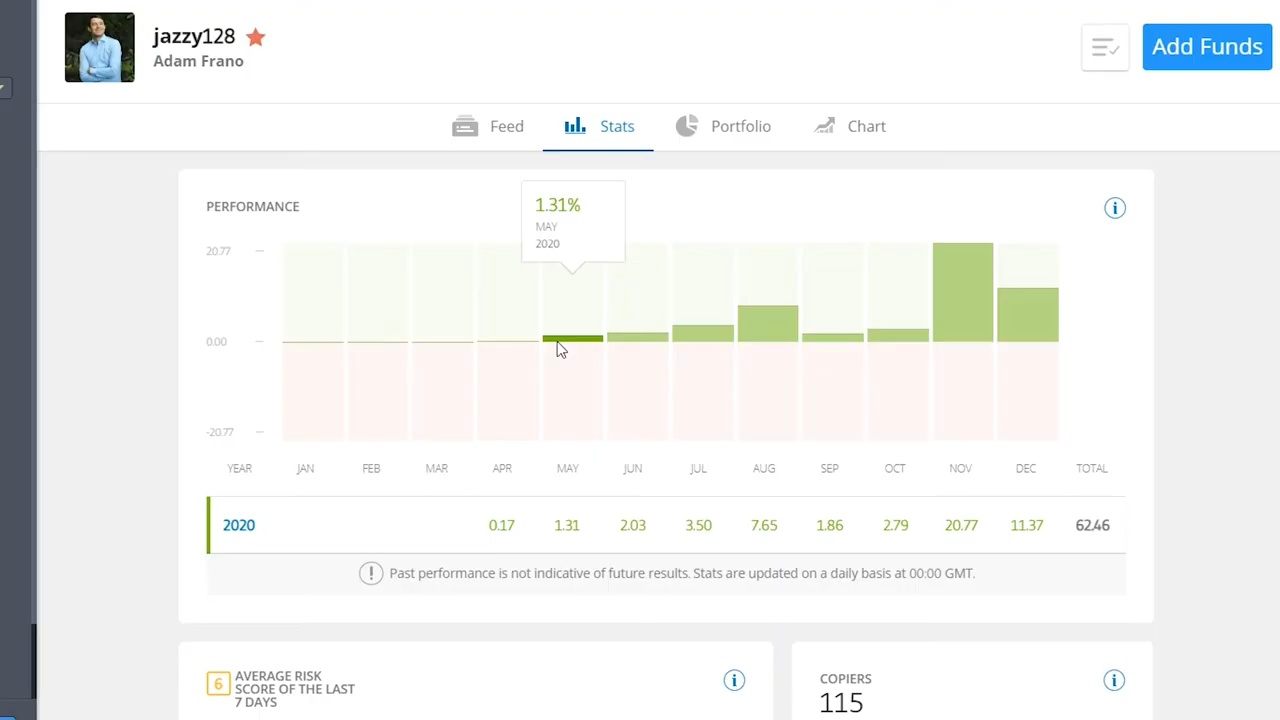 jazzy128
Adam Frano
Add Funds
Feed
Stats
Portfolio
Chart
PERFORMANCE
1.31%
MAY
2020
20.77
0.00
-20.77
YEAR JAN FEB MAR APR MAY JUN JUL AUG SEP OCT NOV DEC TOTAL
2020 0.17 1.31 2.03 3.50 7.65 1.86 2.79 20.77 11.37 62.46
Past performance is not indicative of future results. Stats are updated on a daily basis at 00:00 GMT.
6
AVERAGE RISK
SCORE OF THE LAST
7 DAYS
COPIERS
115